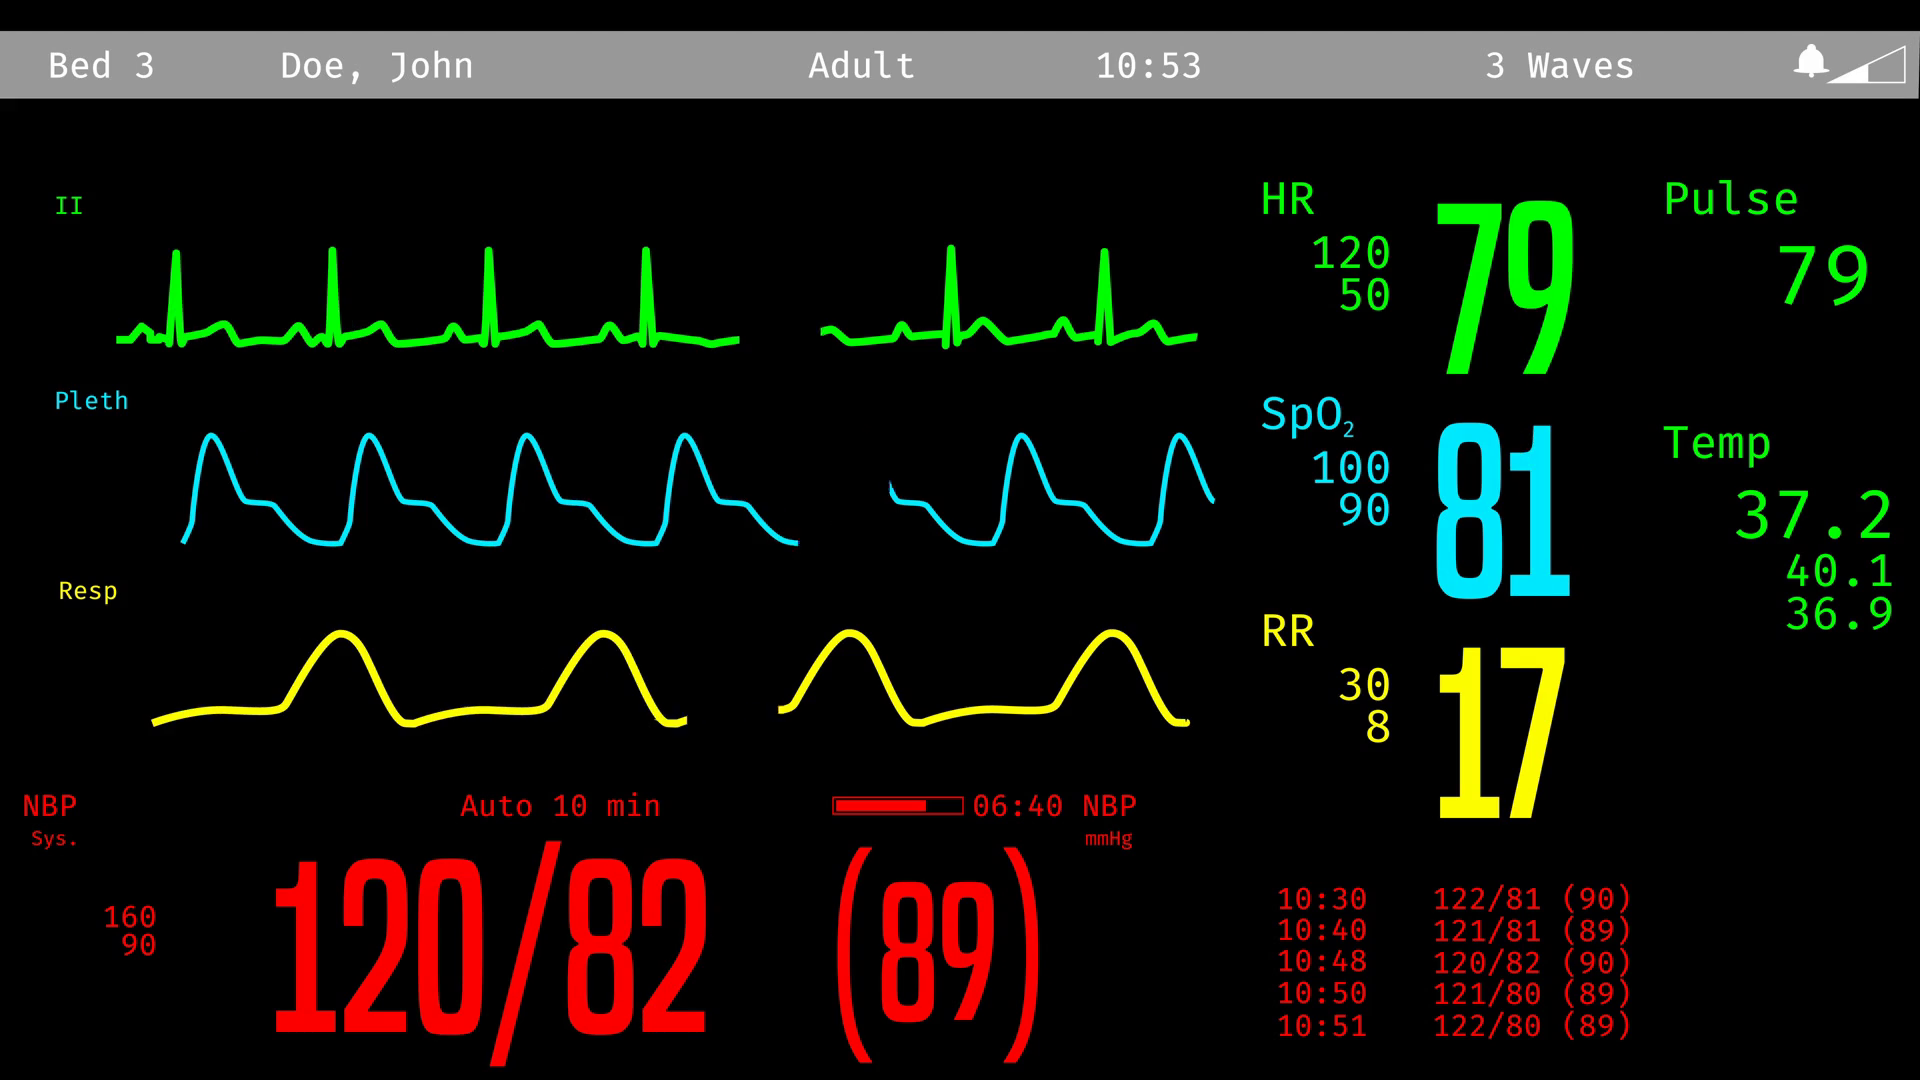 Bed 3 Doe, John Adult 10:53 3 Waves
II
HR
120
50
79
Pulse
79
Pleth
SpO₂
100
90
81
Temp
37.2
40.1
36.9
Resp
RR
30
8
17
NBP
Sys.
Auto 10 min
06:40 NBP
mmHg
160
90
120/82
(89)
10:30 122/81 (90)
10:40 121/81 (89)
10:48 120/82 (90)
10:50 121/80 (89)
10:51 122/80 (89)